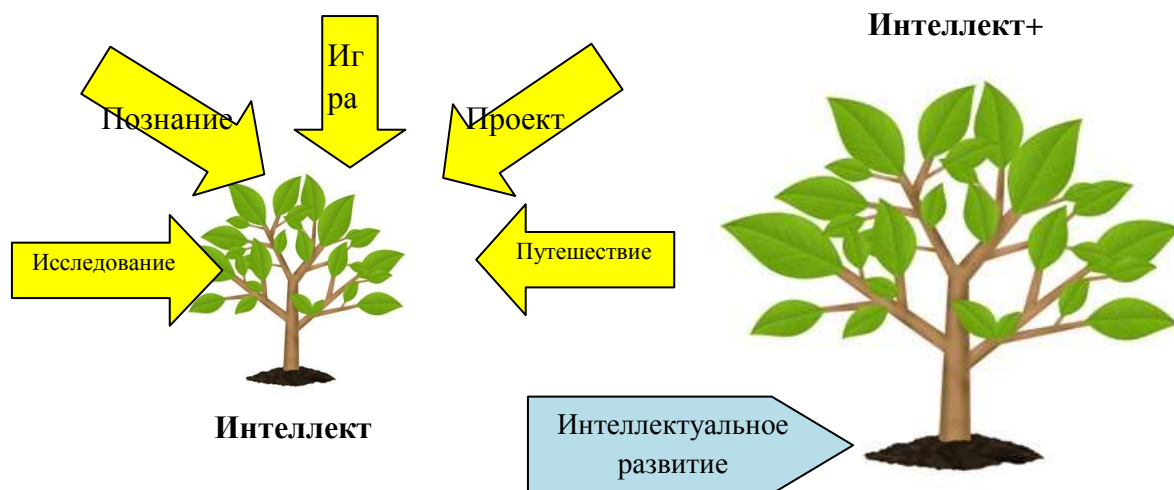 Интеллект+
Иг
ра
Познание
Проект
Исследование
Путешествие
Интеллект
Интеллектуальное
развитие